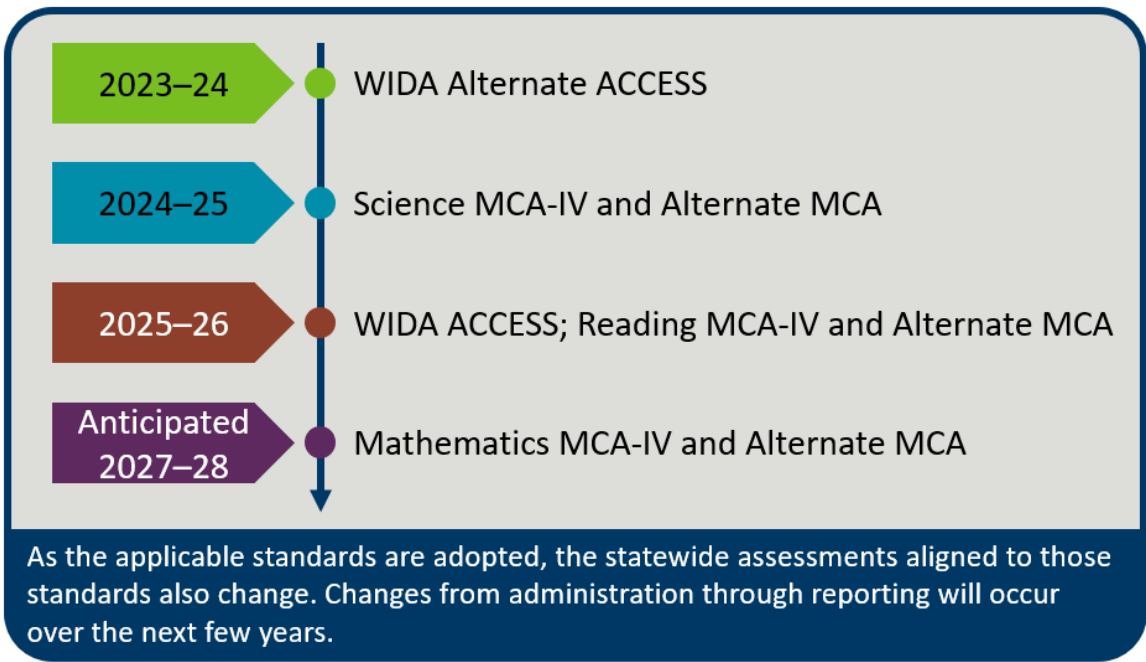 2023–24
WIDA Alternate ACCESS
2024–25
Science MCA-IV and Alternate MCA
2025–26
WIDA ACCESS; Reading MCA-IV and Alternate MCA
Anticipated
2027–28
Mathematics MCA-IV and Alternate MCA
As the applicable standards are adopted, the statewide assessments aligned to those
standards also change. Changes from administration through reporting will occur
over the next few years.